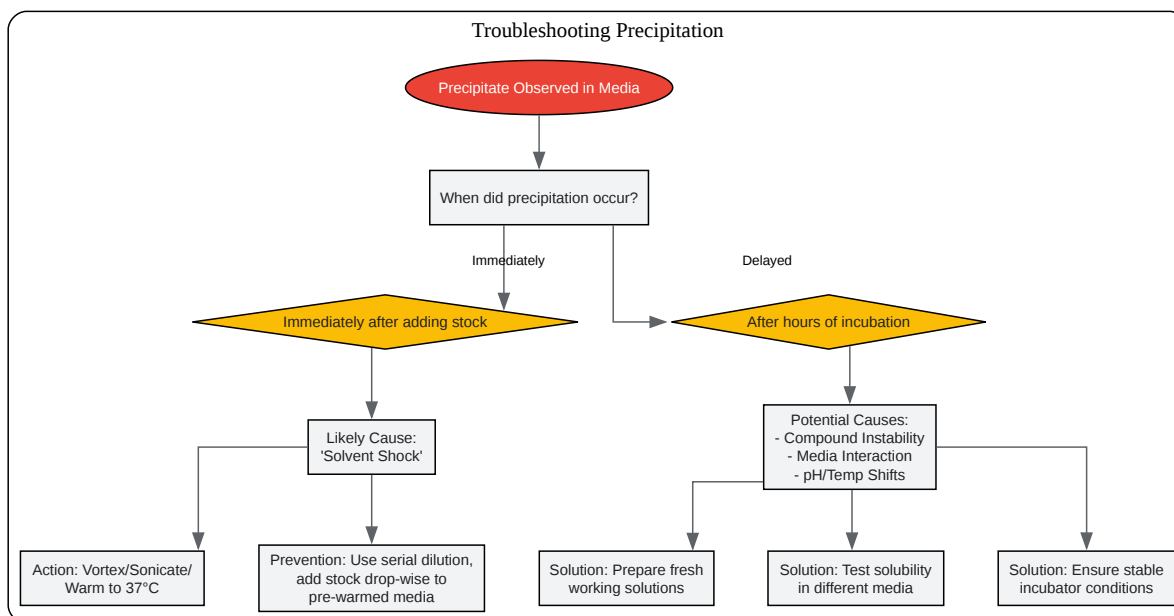 Troubleshooting Precipitation
Precipitate Observed in Media
When did precipitation occur?
Immediately
Delayed
Immediately after adding stock
After hours of incubation
Likely Cause:
'Solvent Shock'
Potential Causes:
- Compound Instability
- Media Interaction
- pH/Temp Shifts
Action: Vortex/Sonicate/
Warm to 37°C
Prevention: Use serial dilution,
add stock drop-wise to
pre-warmed media
Solution: Prepare fresh
working solutions
Solution: Test solubility
in different media
Solution: Ensure stable
incubator conditions